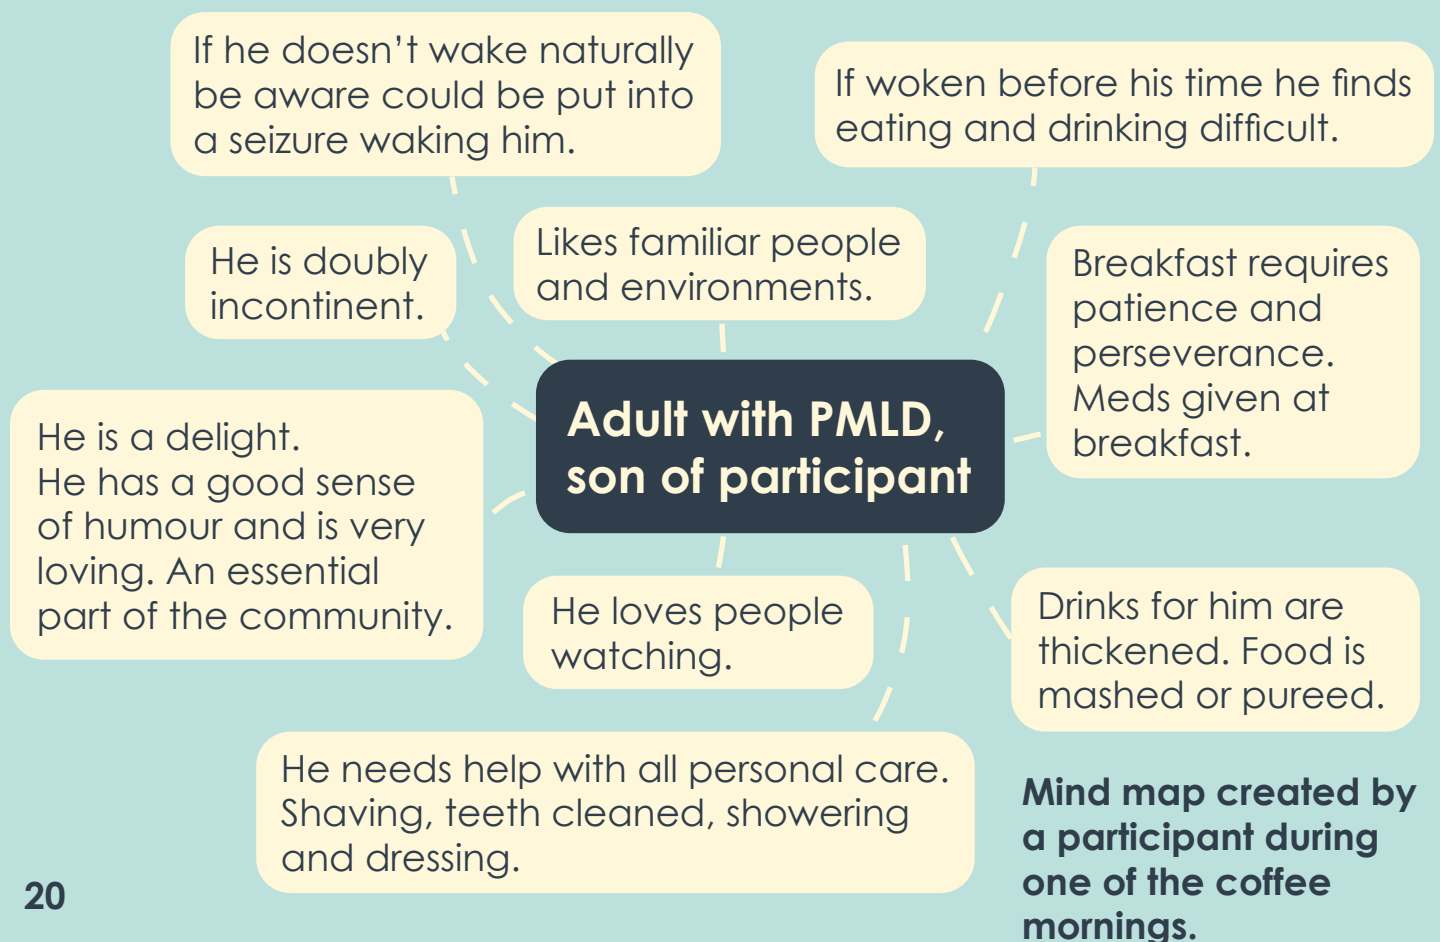 If he doesn’t wake naturally
be aware could be put into
a seizure waking him.
If woken before his time he finds
eating and drinking difficult.
He is doubly
incontinent.
Likes familiar people
and environments.
Breakfast requires
patience and
perseverance.
Meds given at
breakfast.
Adult with PMLD,
son of participant
He is a delight.
He has a good sense
of humour and is very
loving. An essential
part of the community.
He loves people
watching.
Drinks for him are
thickened. Food is
mashed or pureed.
He needs help with all personal care.
Shaving, teeth cleaned, showering
and dressing.
Mind map created by
a participant during
one of the coffee
mornings.
20